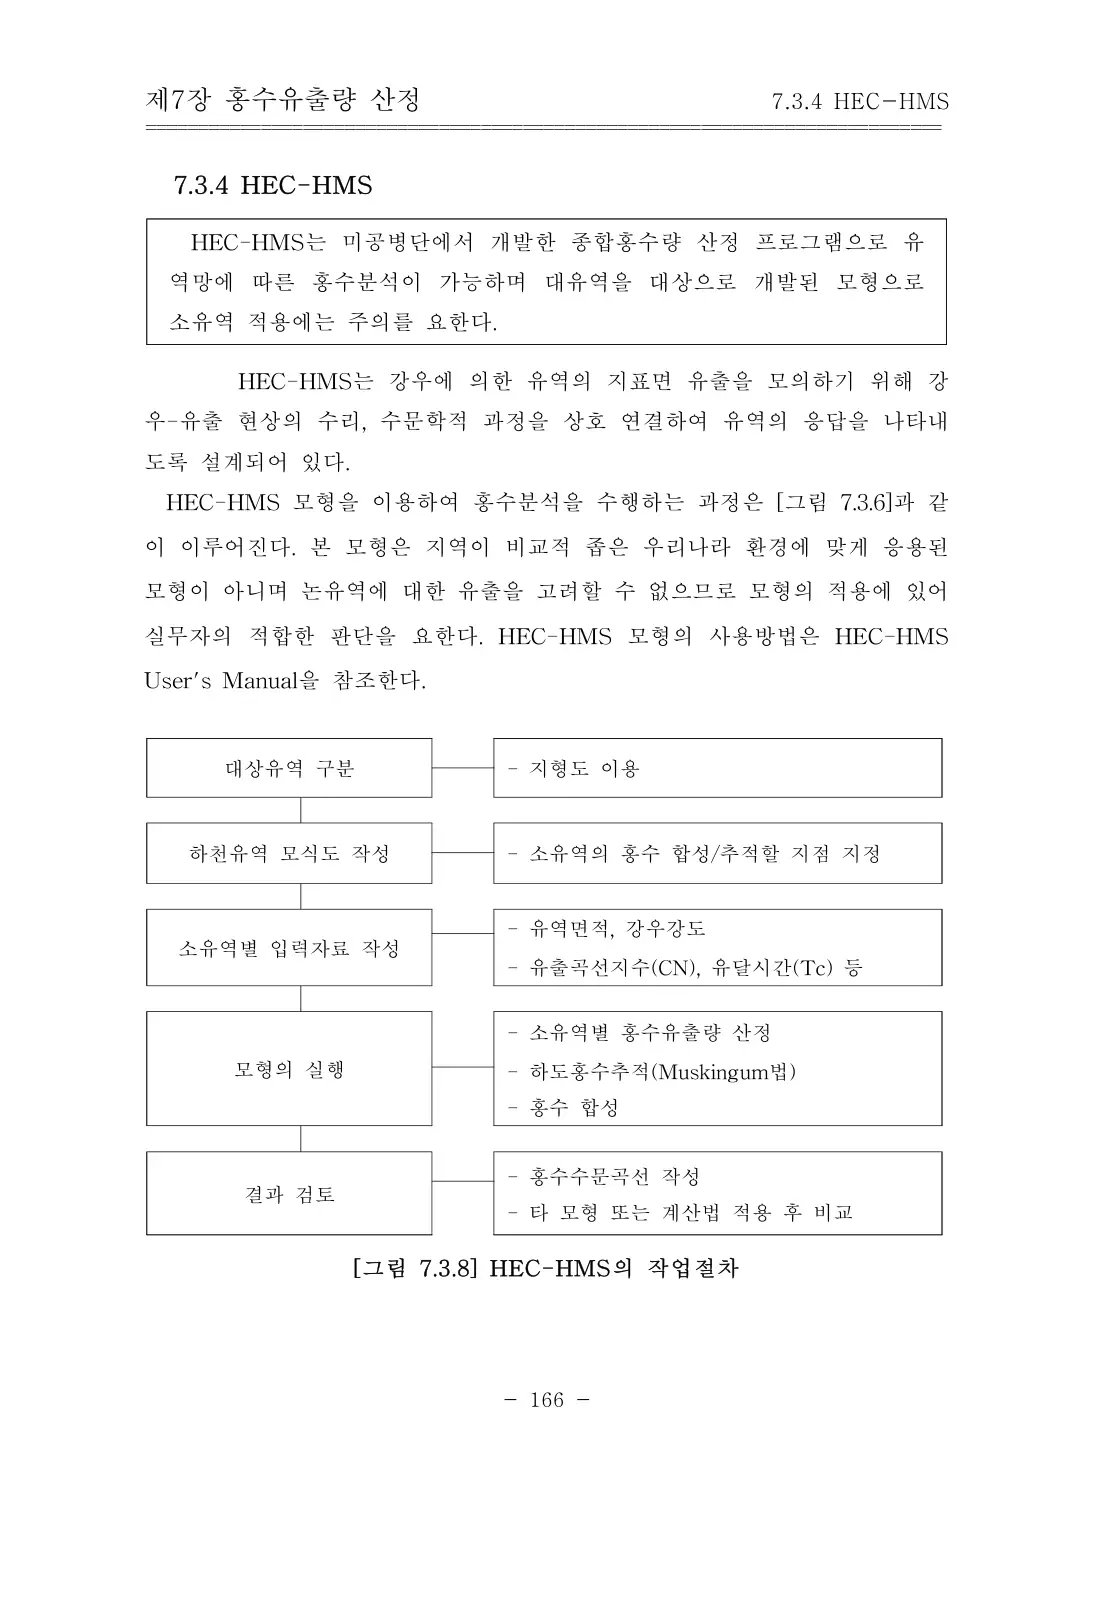 제7장 홍수유출량 산정 7.3.4 HEC-HMS
7.3.4 HEC-HMS
HEC-HMS는 미공병단에서 개발한 종합홍수량 산정 프로그램으로 유
역망에 따른 홍수분석이 가능하며 대유역을 대상으로 개발된 모형으로
소유역 적용에는 주의를 요한다.
HEC-HMS는 강우에 의한 유역의 지표면 유출을 모의하기 위해 강
우-유출 현상의 수리, 수문학적 과정을 상호 연결하여 유역의 응답을 나타내
도록 설계되어 있다.
HEC-HMS 모형을 이용하여 홍수분석을 수행하는 과정은 [그림 7.3.6]과 같
이 이루어진다. 본 모형은 지역이 비교적 좁은 우리나라 환경에 맞게 응용된
모형이 아니며 논유역에 대한 유출을 고려할 수 없으므로 모형의 적용에 있어
실무자의 적합한 판단을 요한다. HEC-HMS 모형의 사용방법은 HEC-HMS
User's Manual을 참조한다.
대상유역 구분
- 지형도 이용
하천유역 모식도 작성
- 소유역의 홍수 합성/추적할 지점 지정
소유역별 입력자료 작성
- 유역면적, 강우강도
- 유출곡선지수(CN), 유달시간(Tc) 등
모형의 실행
- 소유역별 홍수유출량 산정
- 하도홍수추적(Muskingum법)
- 홍수 합성
결과 검토
- 홍수수문곡선 작성
- 타 모형 또는 계산법 적용 후 비교
[그림 7.3.8] HEC-HMS의 작업절차
- 166 -